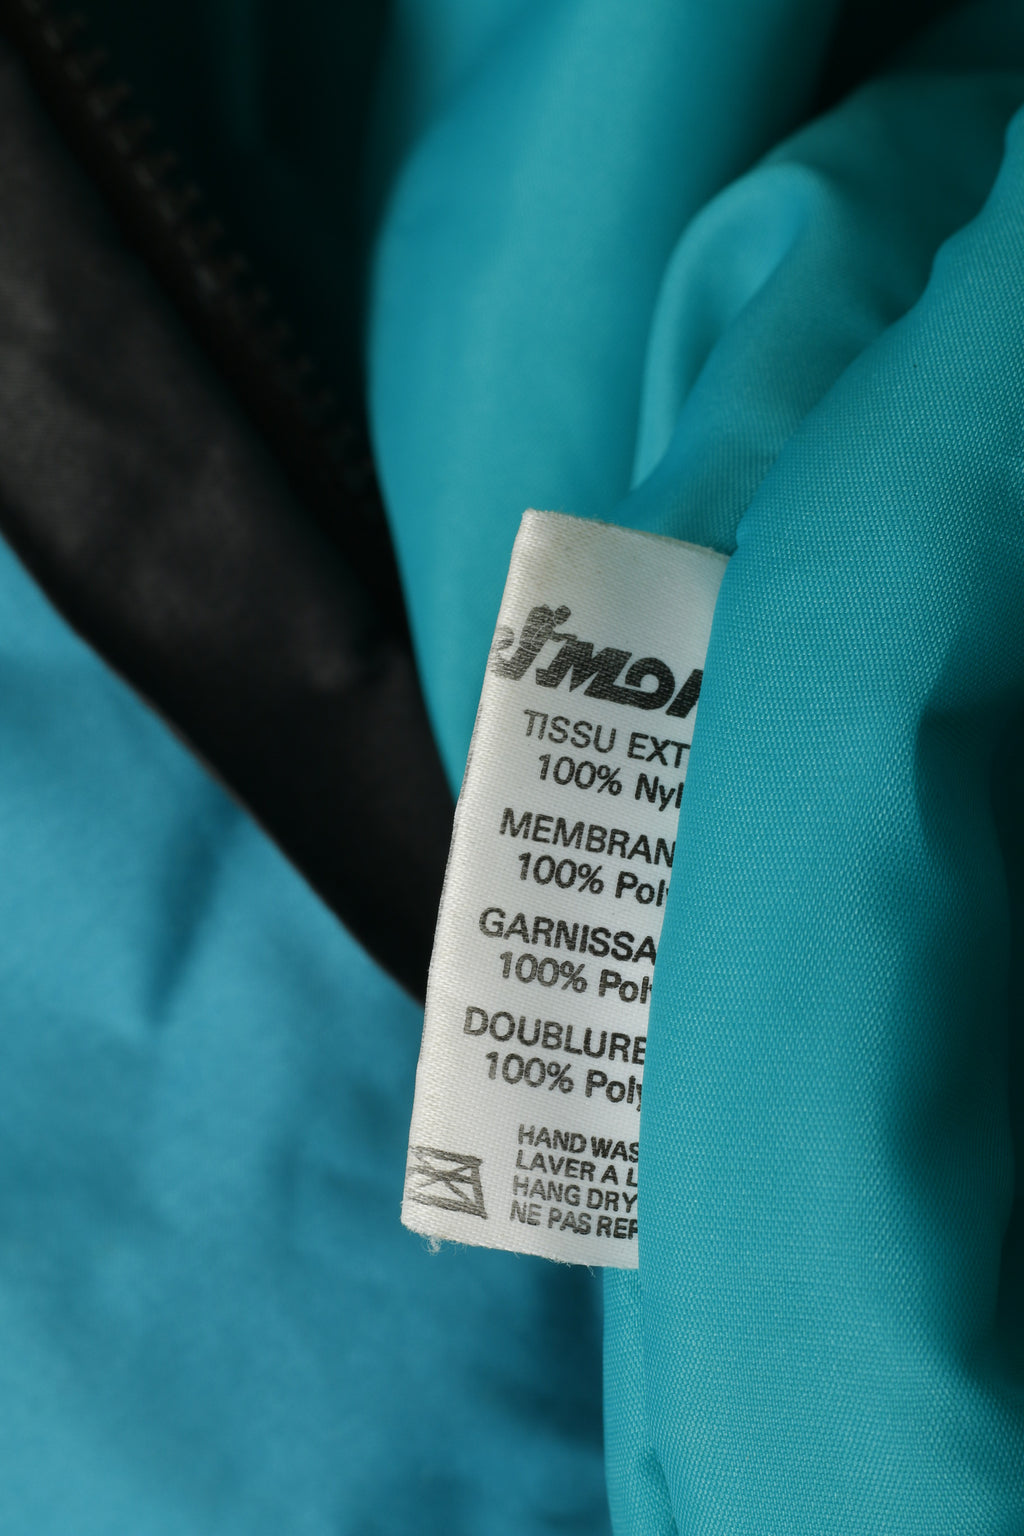 TISSU EXT
100% Nyl
MEMBRAN
100% Pol
GARNISSA
100% Pol
DOUBLURE
100% Poly
HAND WAS
LAVER A L
HANG DRY
NE PAS REP